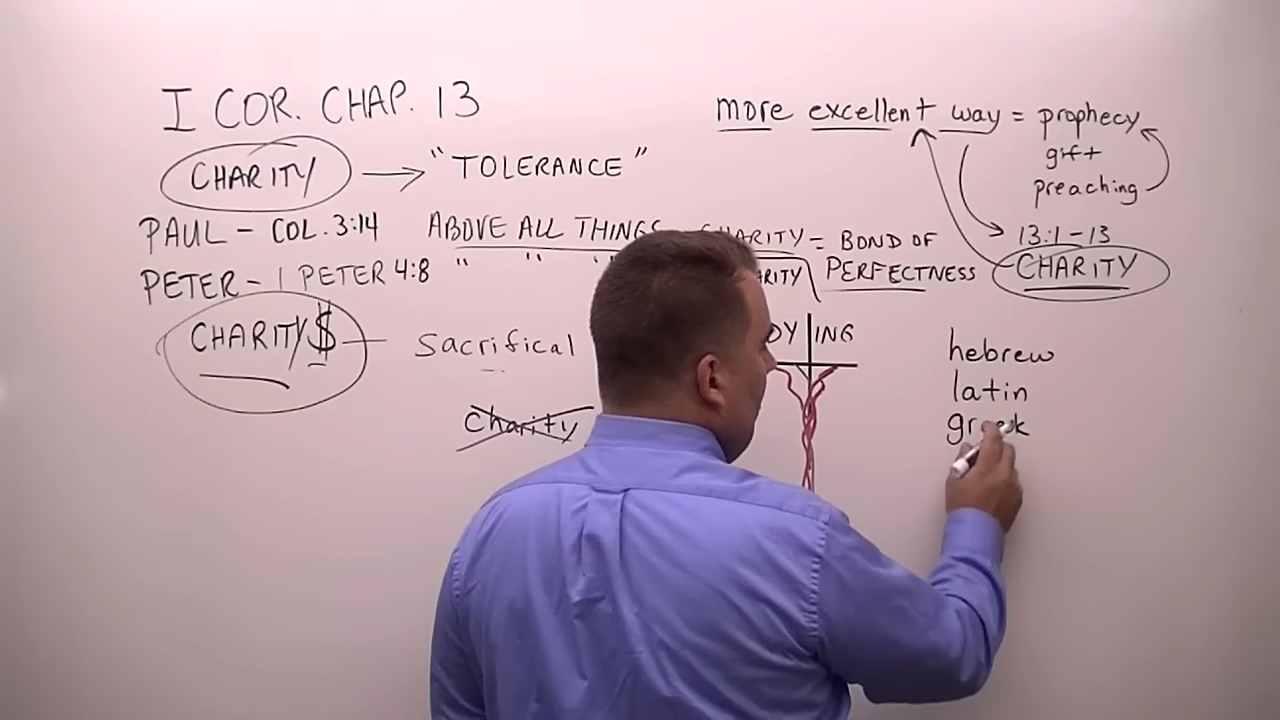 I COR. CHAP. 13
CHARITY → "TOLERANCE"
PAUL - COL. 3:14 ABOVE ALL THINGS CHARITY = BOND OF
PETER - 1 PETER 4:8 " " " PERFECTNESS
CHARITY $ — Sacrifical
Charity
more excellent way = prophecy
gift
preaching
13:1-13
CHARITY
ING
hebrew
latin
greek